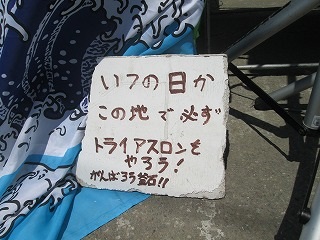 いつの日か
この地で必ず
トライアスロンを
やろう!
がんばろう釜石!!